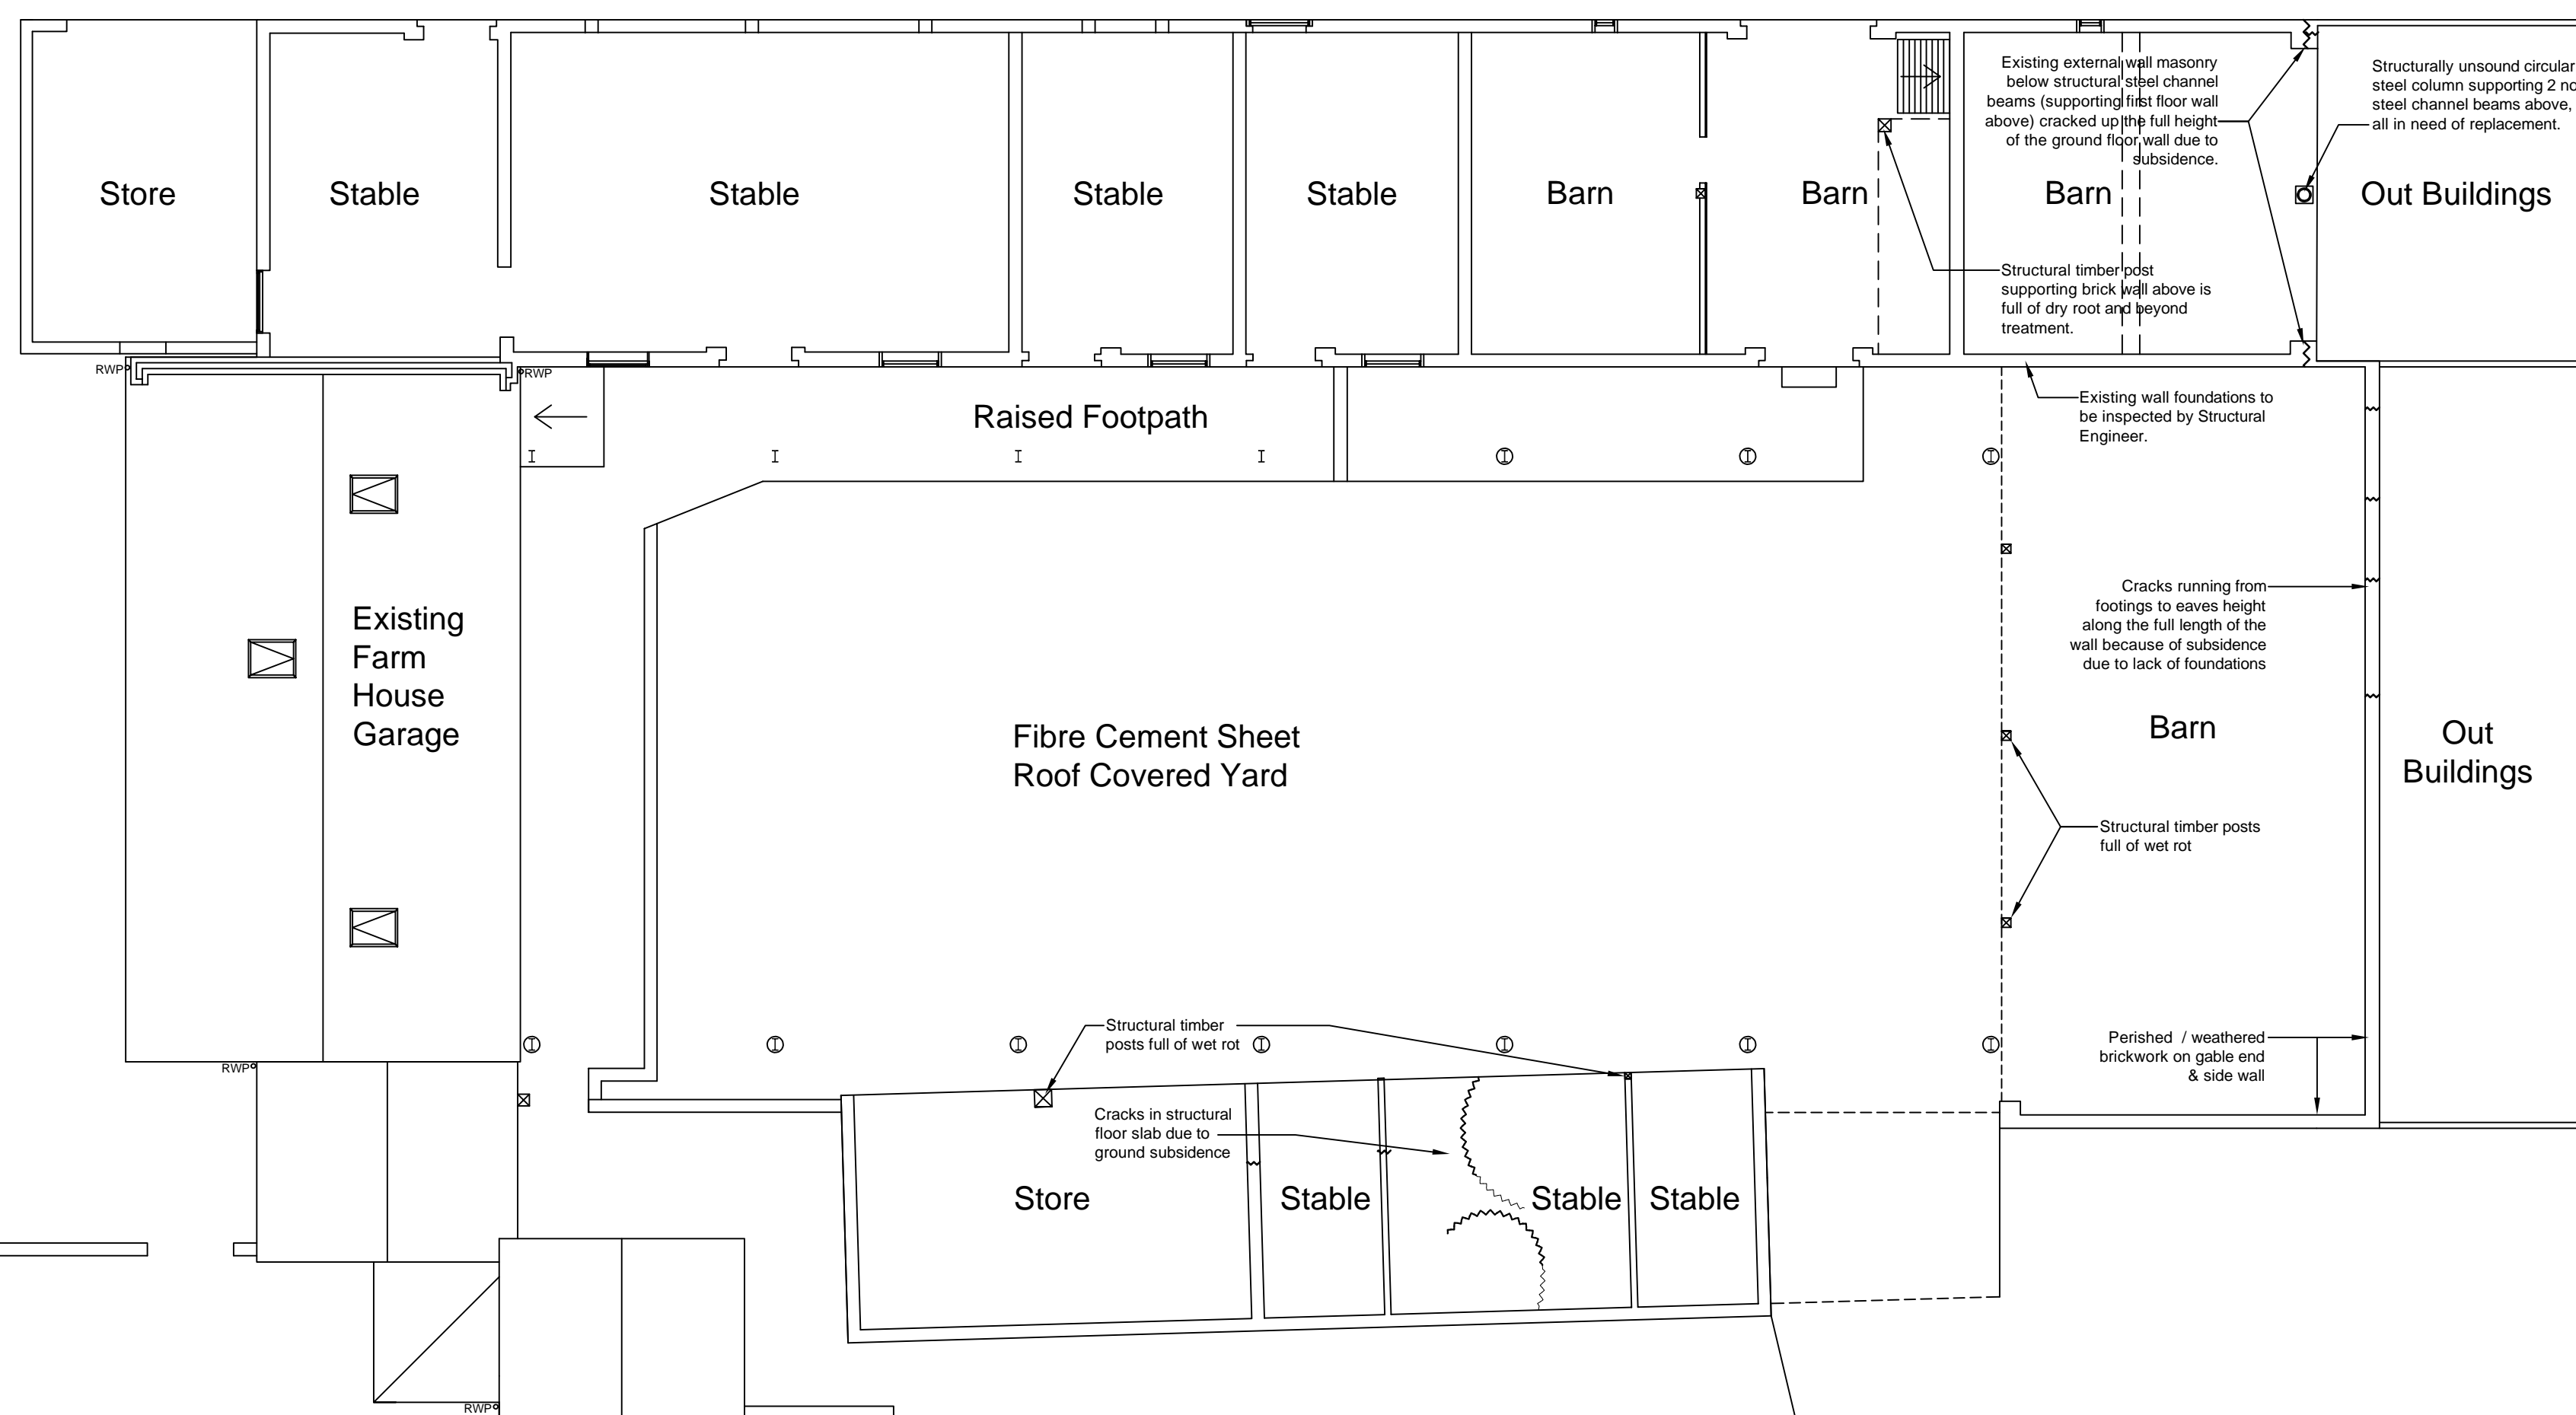 Existing external wall masonry
below structural steel channel
beams (supporting first floor wall
above) cracked up the full height
of the ground floor wall due to
subsidence.
Structurally unsound circular
steel column supporting 2 no
steel channel beams above,
all in need of replacement.
Store
Stable
Stable
Stable
Stable
Barn
Barn
Barn
Out Buildings
Structural timber post
supporting brick wall above is
full of dry root and beyond
treatment.
RWP
RWP
Raised Footpath
Existing wall foundations to
be inspected by Structural
Engineer.
Existing
Farm
House
Garage
Cracks running from
footings to eaves height
along the full length of the
wall because of subsidence
due to lack of foundations
Fibre Cement Sheet
Roof Covered Yard
Barn
Out
Buildings
Structural timber posts
full of wet rot
Structural timber
posts full of wet rot
Perished / weathered
brickwork on gable end
& side wall
RWP
Cracks in structural
floor slab due to
ground subsidence
Store
Stable
Stable
Stable
RWP